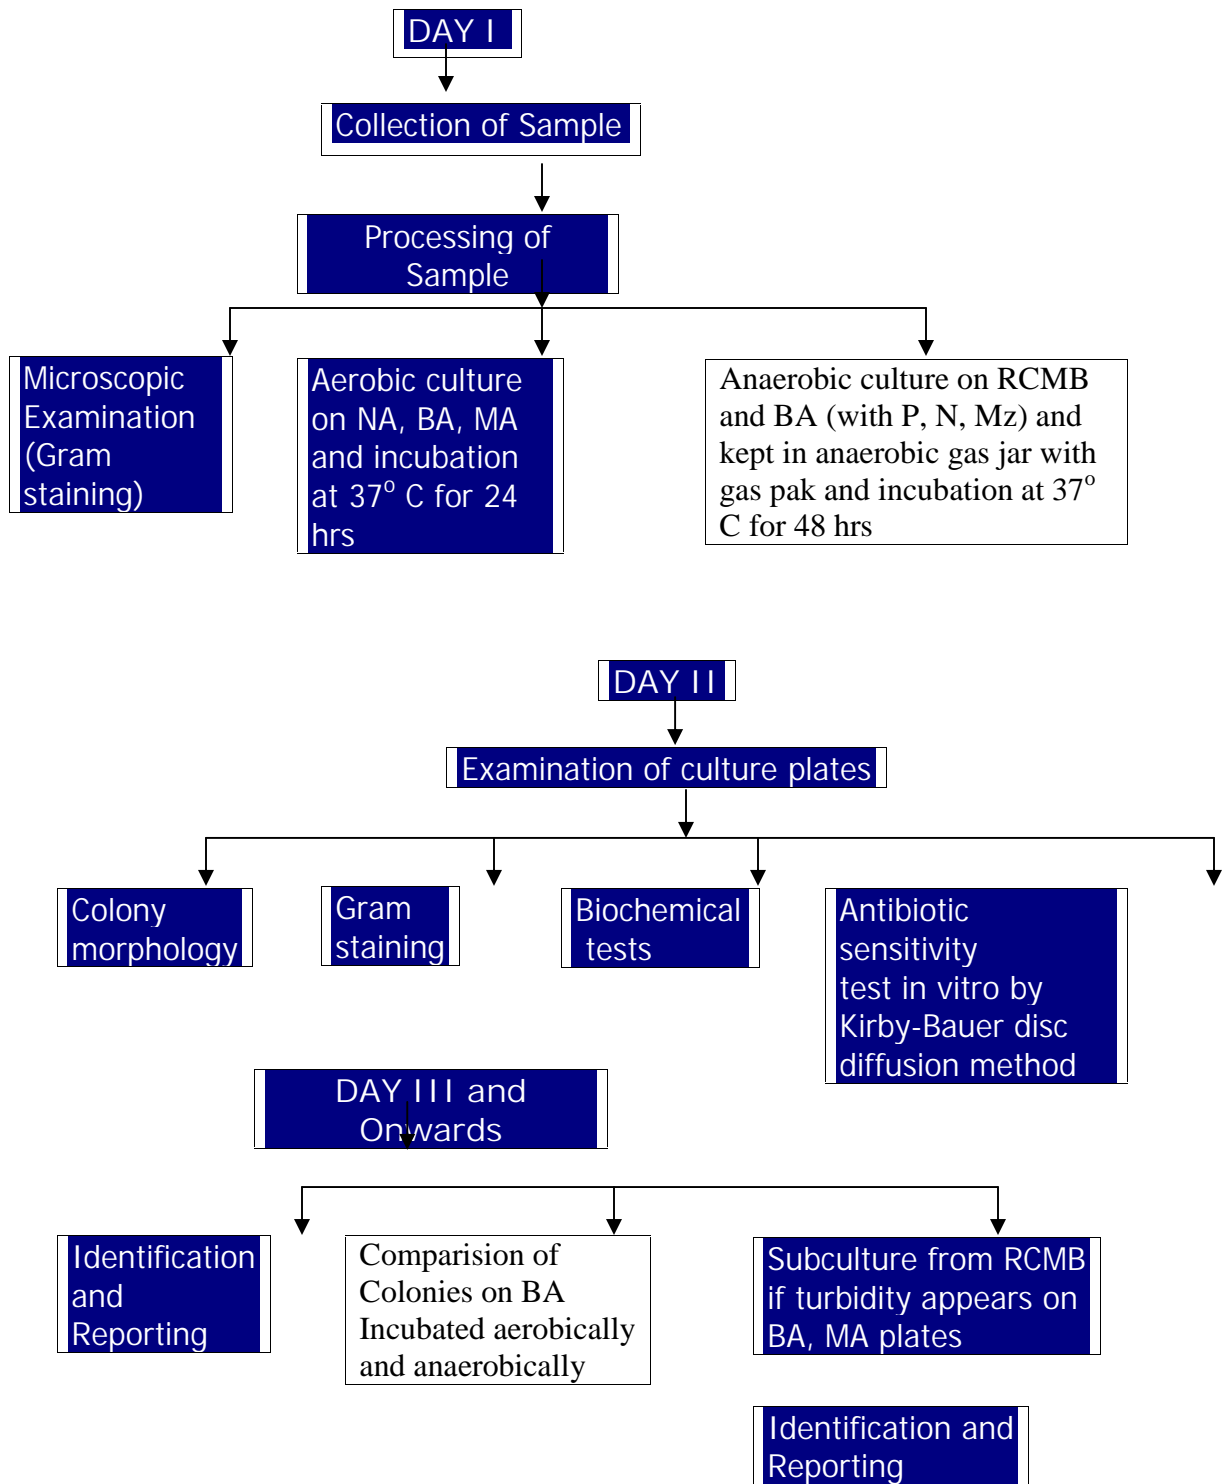 DAY I
Collection of Sample
Processing of
Sample
Microscopic
Examination
(Gram
staining)
Aerobic culture
on NA, BA, MA
and incubation
at 37° C for 24
hrs
Anaerobic culture on RCMB
and BA (with P, N, Mz) and
kept in anaerobic gas jar with
gas pak and incubation at 37°
C for 48 hrs
DAY II
Examination of culture plates
Colony
morphology
Gram
staining
Biochemical
tests
Antibiotic
sensitivity
test in vitro by
Kirby-Bauer disc
diffusion method
DAY III and
Onwards
Identification
and
Reporting
Comparision of
Colonies on BA
Incubated aerobically
and anaerobically
Subculture from RCMB
if turbidity appears on
BA, MA plates
Identification and
Reporting